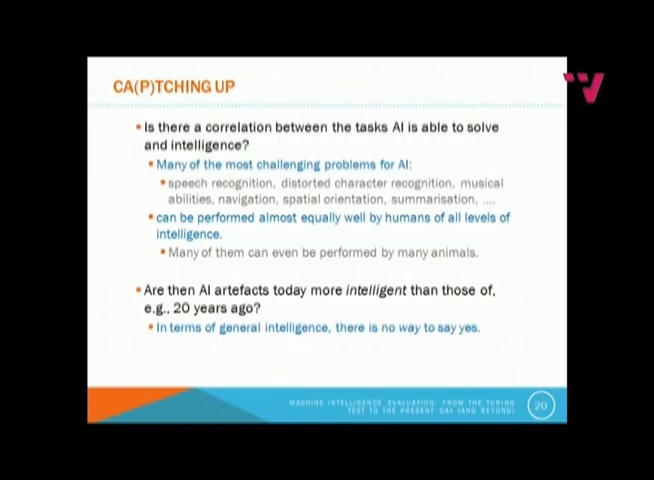 CA(P)TCHING UP
Is there a correlation between the tasks AI is able to solve
and intelligence?
Many of the most challenging problems for AI:
speech recognition, distorted character recognition, musical
abilities, navigation, spatial orientation, summarisation, ....
can be performed almost equally well by humans of all levels of
intelligence.
Many of them can even be performed by many animals.
Are then AI artefacts today more intelligent than those of,
e.g., 20 years ago?
In terms of general intelligence, there is no way to say yes.
MACHINE INTELLIGENCE EVALUATION: FROM THE TURING
TEST TO THE PRESENT DAY (AND BEYOND)
20